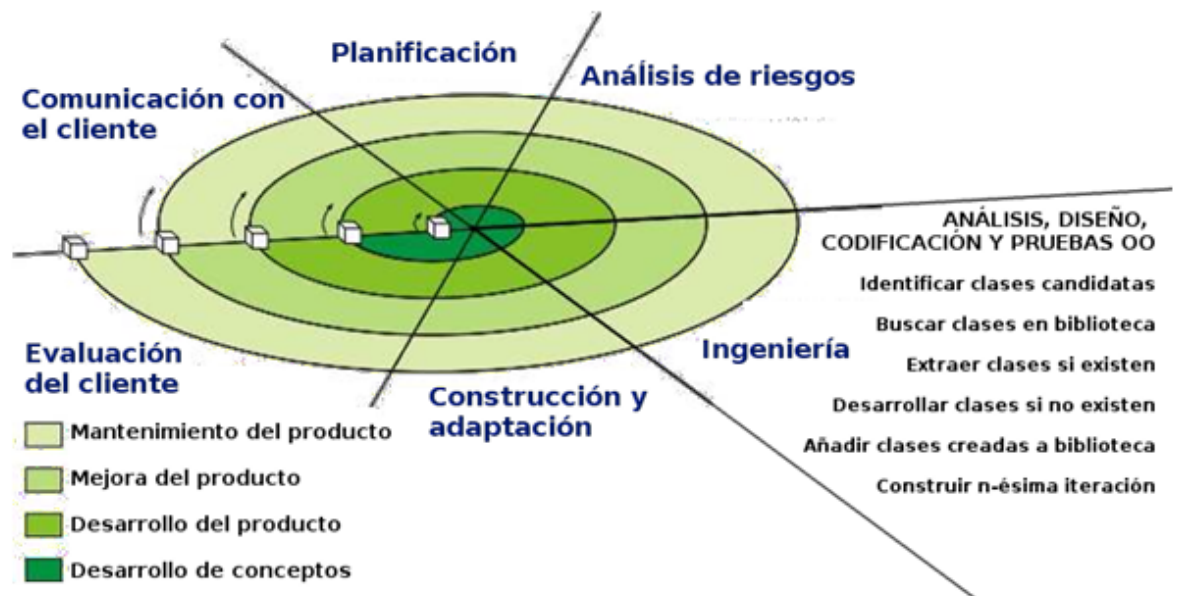 Planificación
Análisis de riesgos
Comunicación con
el cliente
ANÁLISIS, DISEÑO,
CODIFICACIÓN Y PRUEBAS OO
Identificar clases candidatas
Buscar clases en biblioteca
Extraer clases si existen
Desarrollar clases si no existen
Añadir clases creadas a biblioteca
Construir n-ésima iteración
Ingeniería
Construcción y
adaptación
Evaluación
del cliente
Mantenimiento del producto
Mejora del producto
Desarrollo del producto
Desarrollo de conceptos